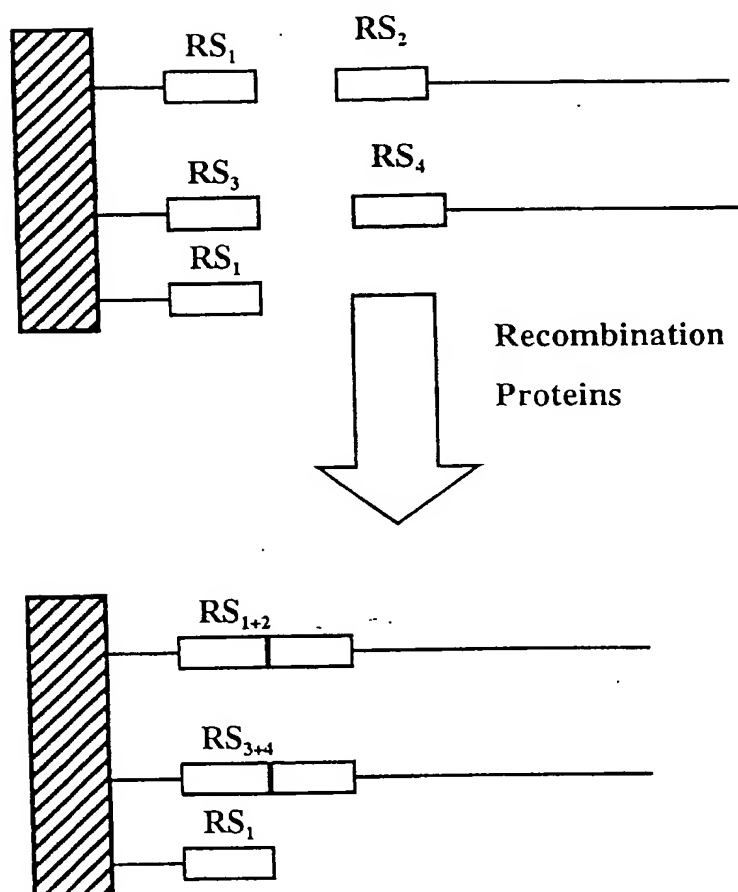 RS₁ RS₂
RS₃ RS₄
RS₁
Recombination
Proteins
RS₁₊₂
RS₃₊₄
RS₁